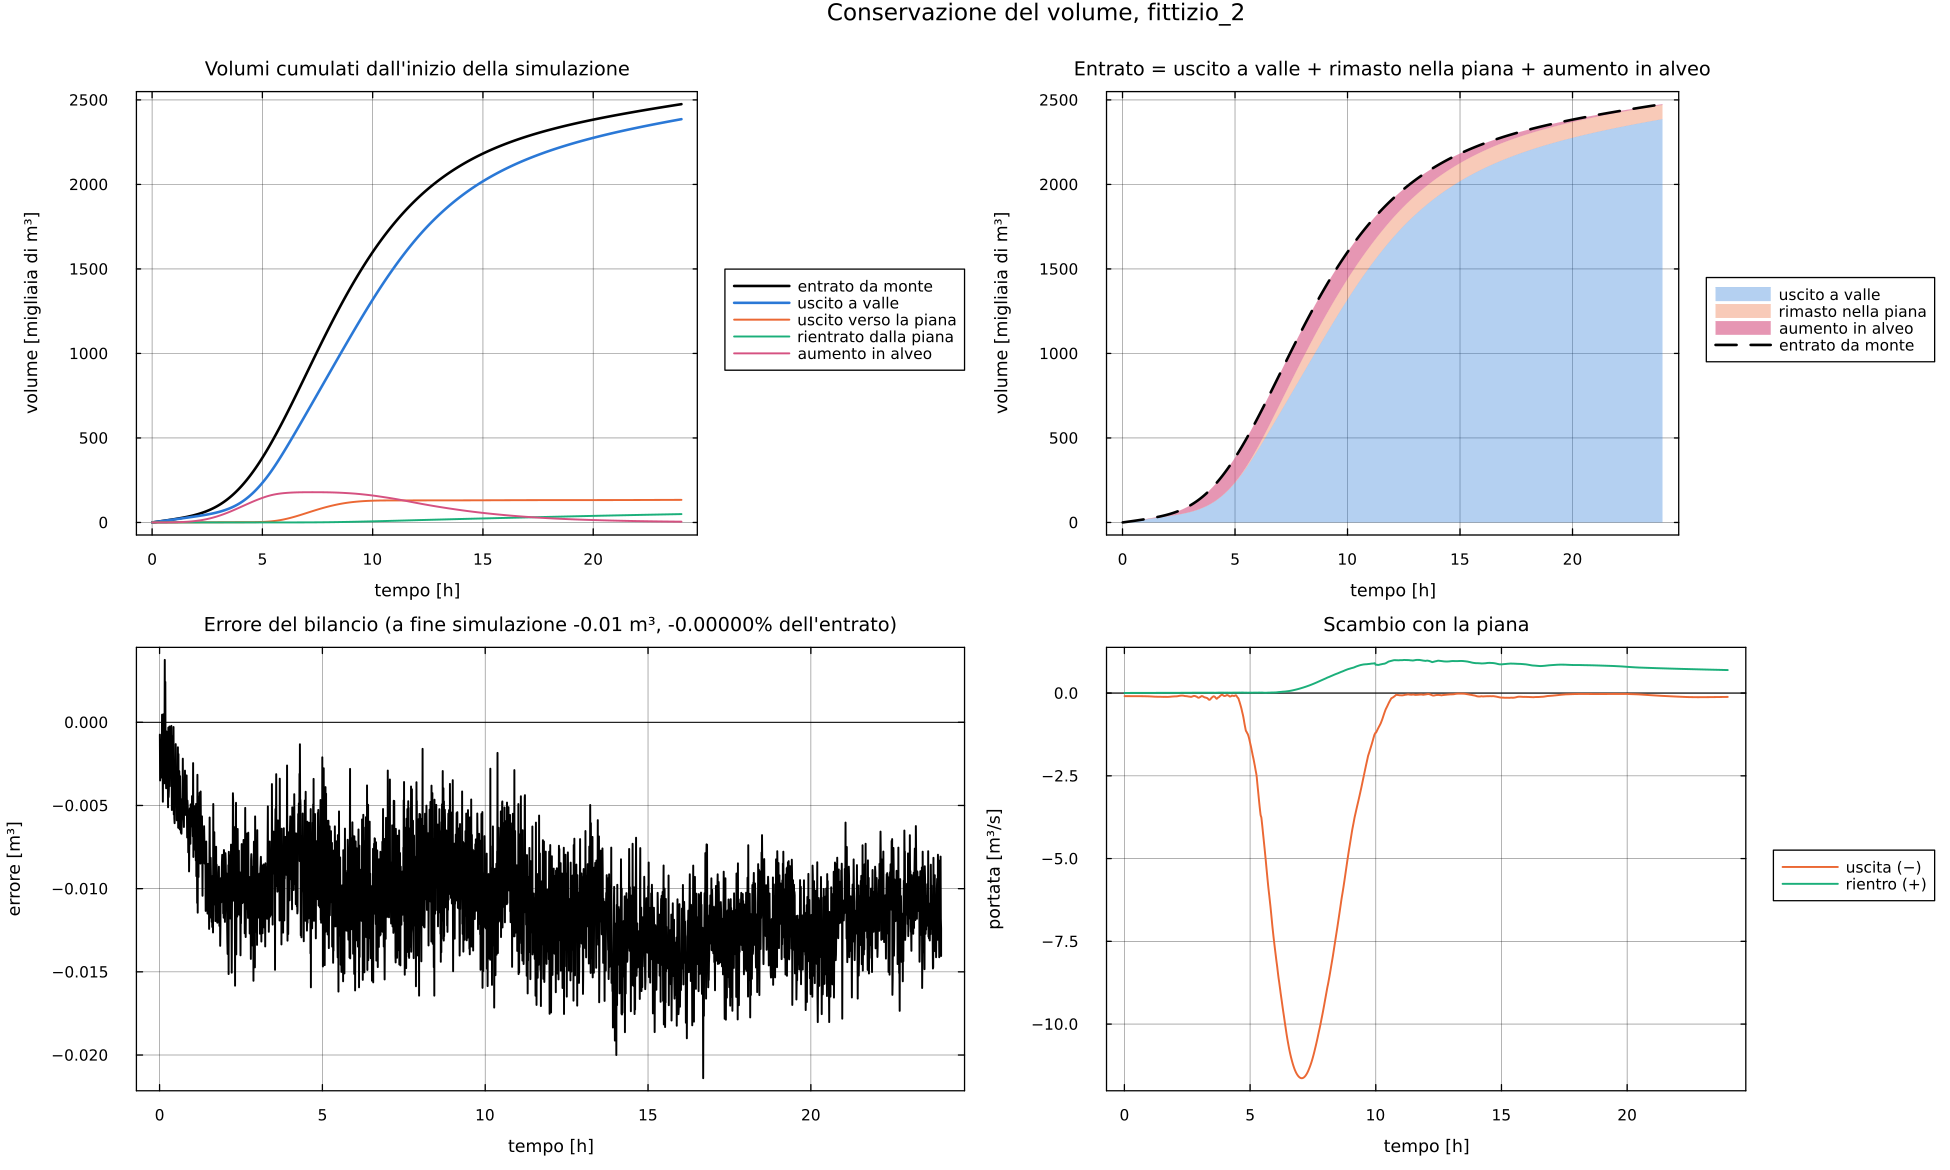 Conservazione del volume, fittizio_2
Volumi cumulati dall'inizio della simulazione
volume [migliaia di m³]
2500
2000
1500
1000
500
0
0 5 10 15 20
tempo [h]
entrato da monte
uscito a valle
uscito verso la piana
rientrato dalla piana
aumento in alveo
Entrato = uscito a valle + rimasto nella piana + aumento in alveo
volume [migliaia di m³]
2500
2000
1500
1000
500
0
0 5 10 15 20
tempo [h]
uscito a valle
rimasto nella piana
aumento in alveo
entrato da monte
Errore del bilancio (a fine simulazione -0.01 m³, -0.00000% dell'entrato)
errore [m³]
0.000
−0.005
−0.010
−0.015
−0.020
0 5 10 15 20
tempo [h]
Scambio con la piana
portata [m³/s]
0.0
−2.5
−5.0
−7.5
−10.0
0 5 10 15 20
tempo [h]
uscita (−)
rientro (+)